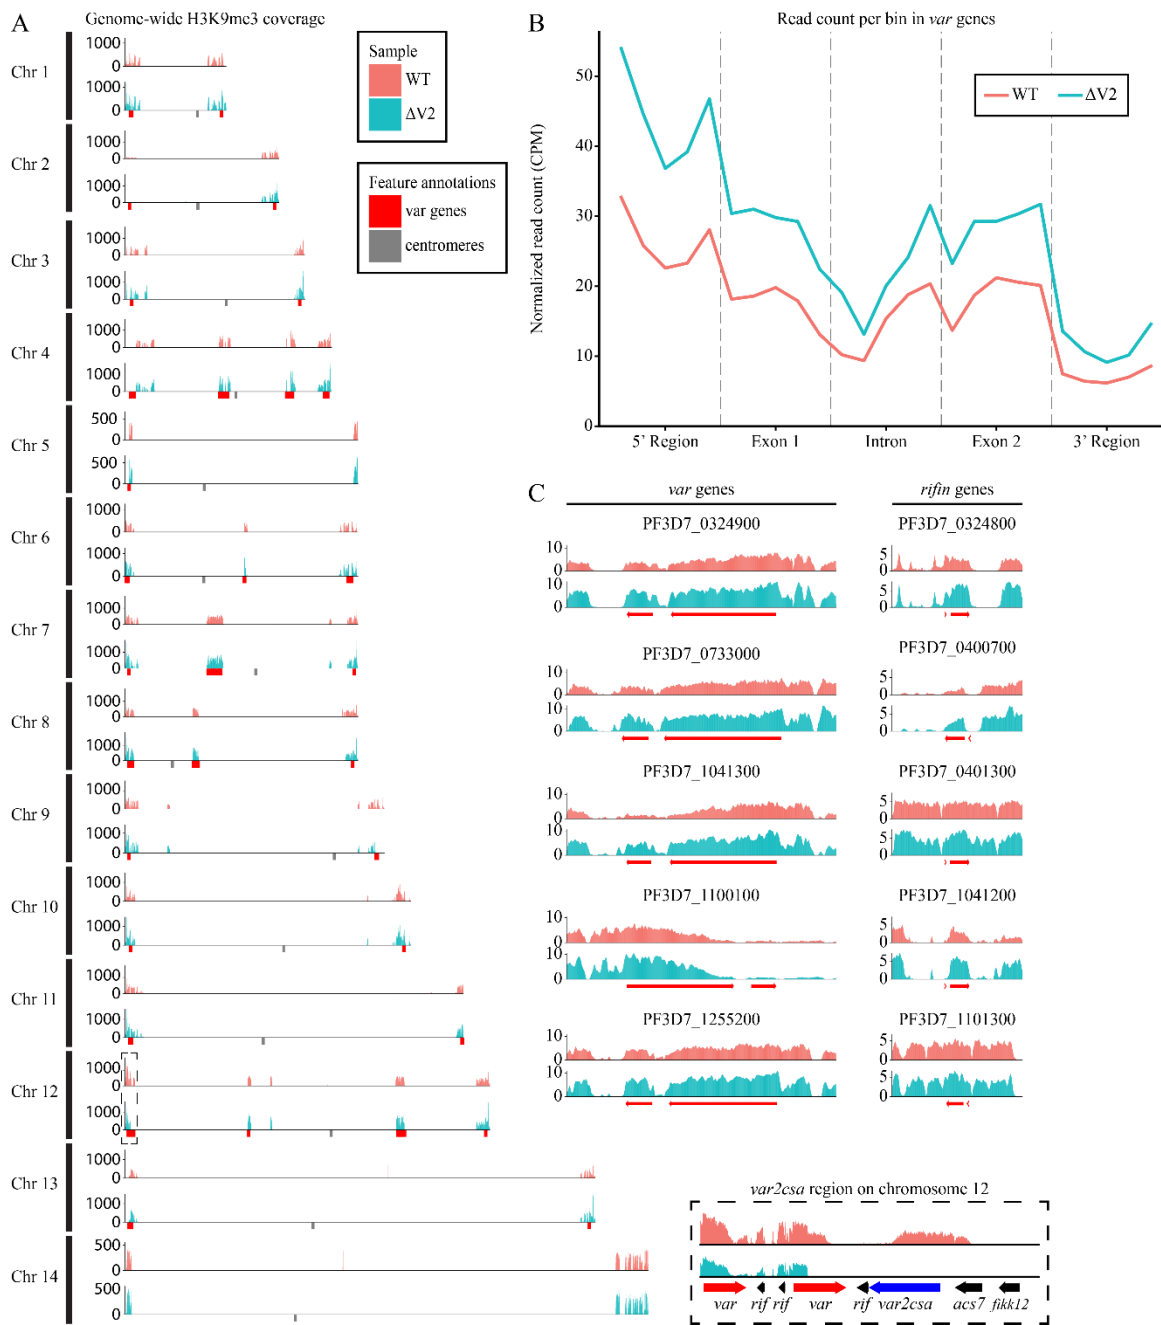 A
Genome-wide H3K9me3 coverage
Chr 1
1000
0
1000
0
Chr 2
1000
0
1000
0
Chr 3
1000
0
1000
0
Chr 4
1000
0
1000
0
Chr 5
500
0
500
0
Chr 6
1000
0
1000
0
Chr 7
1000
0
1000
0
Chr 8
1000
0
1000
0
Chr 9
1000
0
1000
0
Chr 10
1000
0
1000
0
Chr 11
1000
0
1000
0
Chr 12
1000
0
1000
0
Chr 13
1000
0
1000
0
Chr 14
500
0
500
0
Sample
WT
ΔV2
Feature annotations
var genes
centromeres
B
Read count per bin in var genes
Normalized read count (CPM)
50
40
30
20
10
0
WT ΔV2
5' Region Exon 1 Intron Exon 2 3' Region
C
var genes
PF3D7_0324900
10
0
10
0
PF3D7_0733000
10
0
10
0
PF3D7_1041300
10
0
10
0
PF3D7_1100100
10
0
10
0
PF3D7_1255200
10
0
10
0
rifin genes
PF3D7_0324800
5
0
5
0
PF3D7_0400700
5
0
5
0
PF3D7_0401300
5
0
5
0
PF3D7_1041200
5
0
5
0
PF3D7_1101300
5
0
5
0
var2csa region on chromosome 12
var rif rif var rif var2csa acs7 fikk12